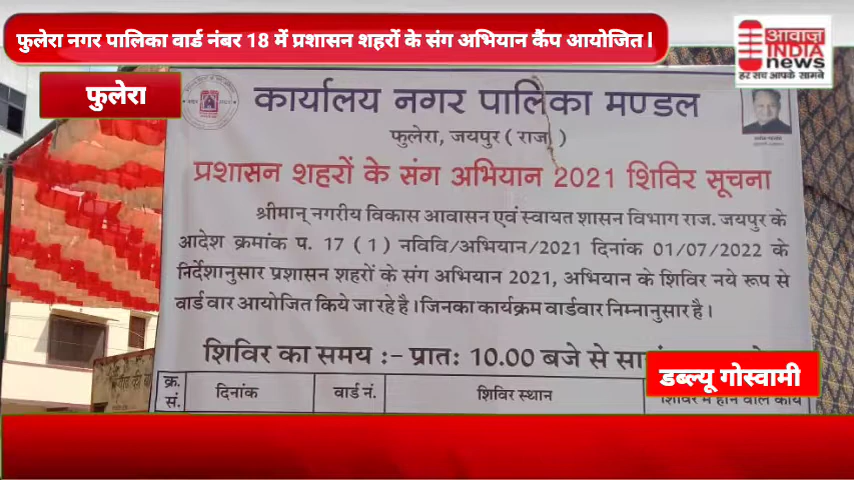 फुलेरा नगर पालिका वार्ड नंबर 18 में प्रशासन शहरों के संग अभियान कैंप आयोजित।
आवाज़
INDIA
news
हर सच आपके सामने
फुलेरा
कार्यालय नगर पालिका मण्डल
फुलेरा, जयपुर ( राज. )
प्रशासन शहरों के संग अभियान 2021 शिविर सूचना
श्रीमान् नगरीय विकास आवासन एवं स्वायत शासन विभाग राज. जयपुर के
आदेश क्रमांक प. 17 ( 1 ) नविवि/अभियान/2021 दिनांक 01/07/2022 के
निर्देशानुसार प्रशासन शहरों के संग अभियान 2021, अभियान के शिविर नये रूप से
वार्ड वार आयोजित किये जा रहे है। जिनका कार्यक्रम वार्डवार निम्नानुसार है।
शिविर का समय :- प्रातः 10.00 बजे से
डब्ल्यू गोस्वामी
क्र. सं. दिनांक वार्ड नं. शिविर स्थान शिविर में होने वाले कार्य